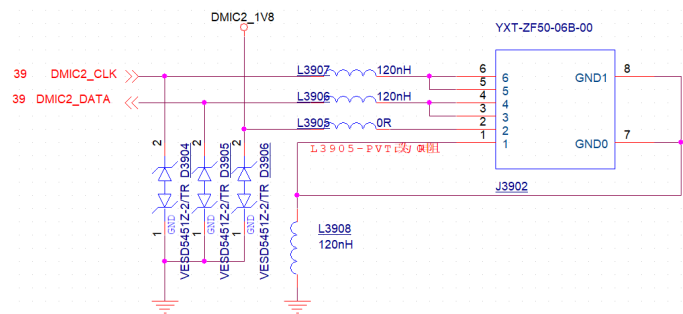 DMIC2_1V8
YXT-ZF50-06B-00
39 DMIC2_CLK
L3907 120nH
6 6 GND1 8
5 5
39 DMIC2_DATA
L3906 120nH
4 4
3 3
L3905 0R
2 2
1 1 GND0 7
L3905-PVT
J3902
2 2 2
VESD5451Z-2/TR D3904
VESD5451Z-2/TR D3905
VESD5451Z-2/TR D3906
GND GND GND
1 1 1
L3908
120nH